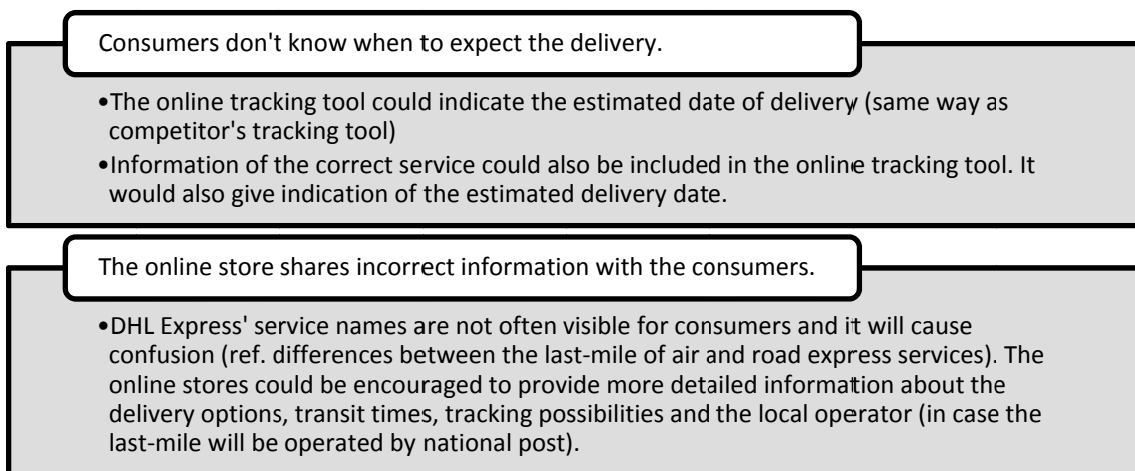 Consumers don't know when to expect the delivery.
•The online tracking tool could indicate the estimated date of delivery (same way as
competitor's tracking tool)
•Information of the correct service could also be included in the online tracking tool. It
would also give indication of the estimated delivery date.
The online store shares incorrect information with the consumers.
•DHL Express' service names are not often visible for consumers and it will cause
confusion (ref. differences between the last-mile of air and road express services). The
online stores could be encouraged to provide more detailed information about the
delivery options, transit times, tracking possibilities and the local operator (in case the
last-mile will be operated by national post).